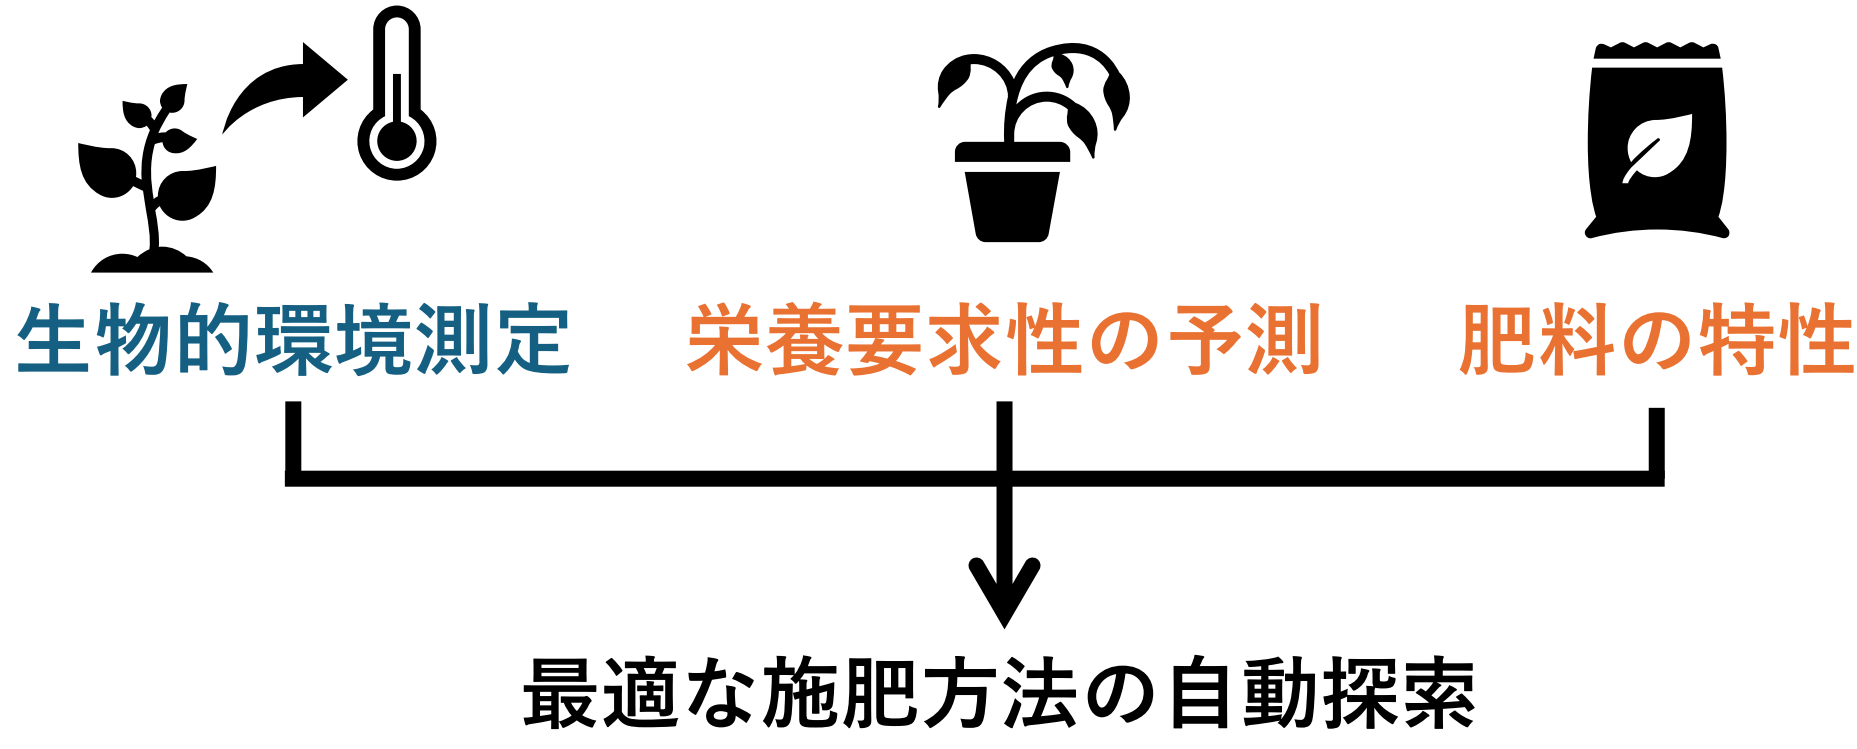 生物的環境測定
栄養要求性の予測
肥料の特性
最適な施肥方法の自動探索